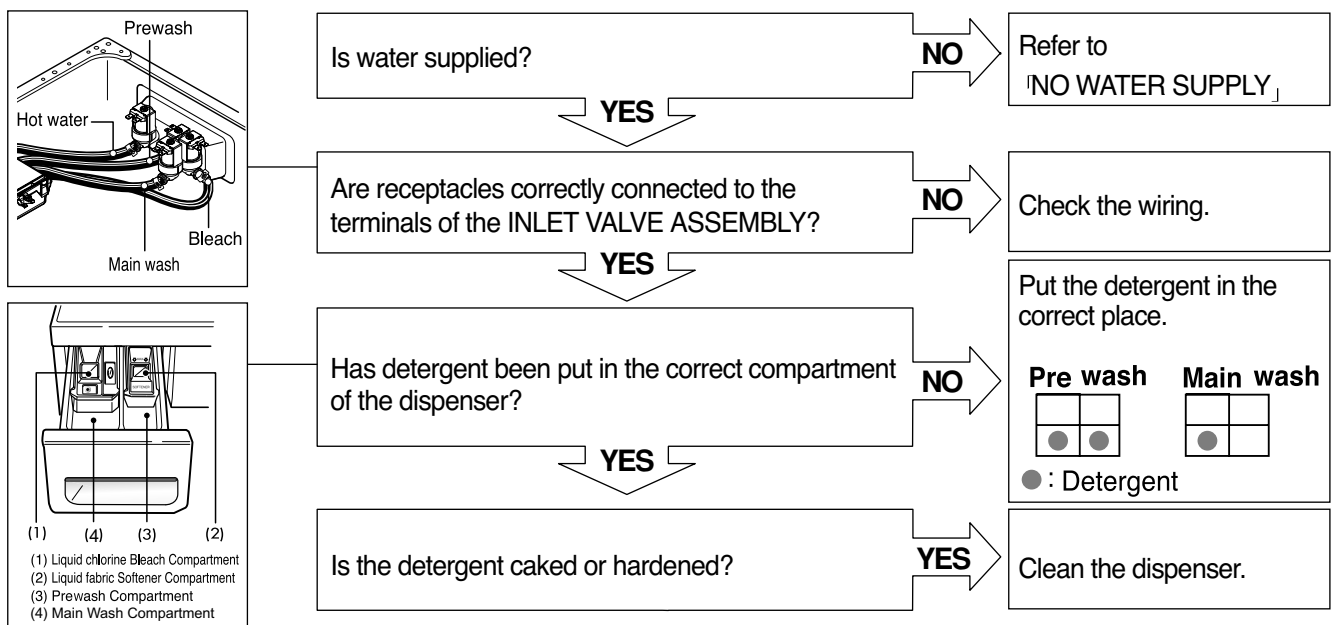 Prewash
Hot water
Bleach
Main wash
Is water supplied?
NO
Refer to
「NO WATER SUPPLY」
YES
Are receptacles correctly connected to the
terminals of the INLET VALVE ASSEMBLY?
NO
Check the wiring.
YES
Has detergent been put in the correct compartment
of the dispenser?
NO
Put the detergent in the
correct place.
Pre wash
Main wash
: Detergent
YES
(1) (4) (3) (2)
(1) Liquid chlorine Bleach Compartment
(2) Liquid fabric Softener Compartment
(3) Prewash Compartment
(4) Main Wash Compartment
Is the detergent caked or hardened?
YES
Clean the dispenser.